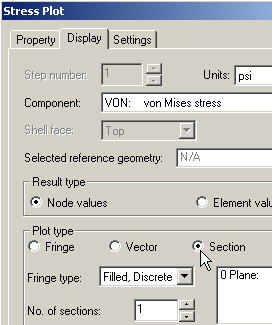 Stress Plot
Property Display Settings
Step number: 1 Units: psi
Component: VON: von Mises stress
Shell face: Top
Selected reference geometry: N/A
Result type
Node values Element valu
Plot type
Fringe Vector Section
Fringe type: Filled, Discrete 0 Plane:
No. of sections: 1